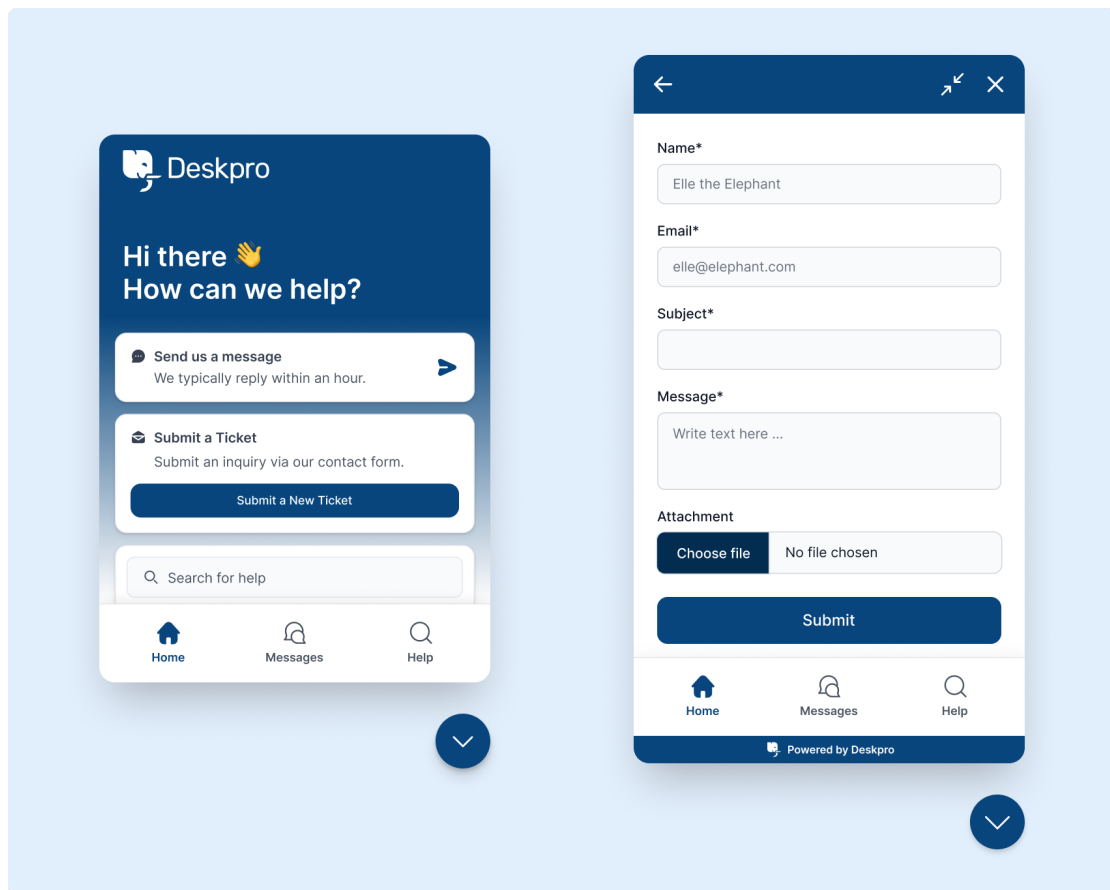 Deskpro
Hi there 👋
How can we help?
Send us a message
We typically reply within an hour.
Submit a Ticket
Submit an inquiry via our contact form.
Submit a New Ticket
Search for help
Home
Messages
Help
Name*
Elle the Elephant
Email*
elle@elephant.com
Subject*
Message*
Write text here ...
Attachment
Choose file
No file chosen
Submit
Home
Messages
Help
Powered by Deskpro